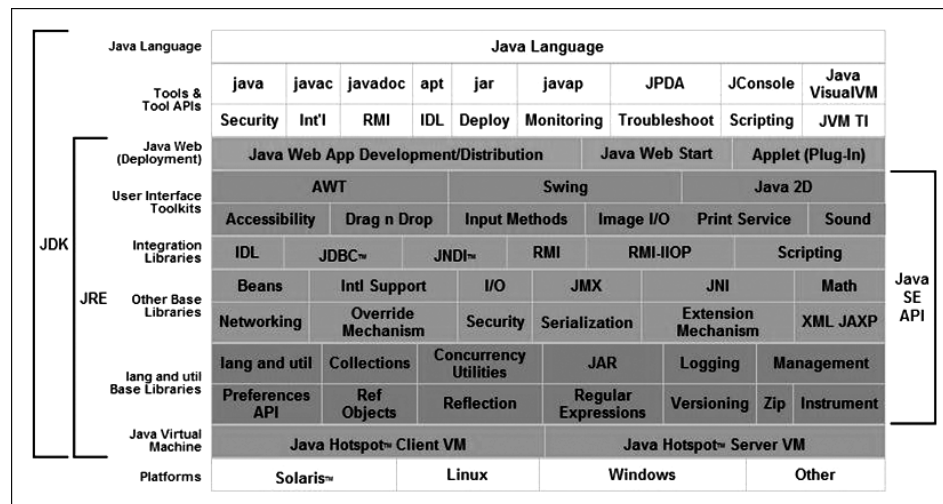 Java Language Java Language
Tools & Tool APIs java javac javadoc apt jar javap JPDA JConsole Java VisualVM
Security Int'l RMI IDL Deploy Monitoring Troubleshoot Scripting JVM TI
Java Web (Deployment) Java Web App Development/Distribution Java Web Start Applet (Plug-In)
User Interface Toolkits AWT Swing Java 2D
Accessibility Drag n Drop Input Methods Image I/O Print Service Sound
Integration Libraries IDL JDBC™ JNDI™ RMI RMI-IIOP Scripting
JDK
JRE
Other Base Libraries Beans Intl Support I/O JMX JNI Math
Java SE API
Networking Override Mechanism Security Serialization Extension Mechanism XML JAXP
lang and util Base Libraries lang and util Collections Concurrency Utilities JAR Logging Management
Preferences API Ref Objects Reflection Regular Expressions Versioning Zip Instrument
Java Virtual Machine Java Hotspot™ Client VM Java Hotspot™ Server VM
Platforms Solaris™ Linux Windows Other